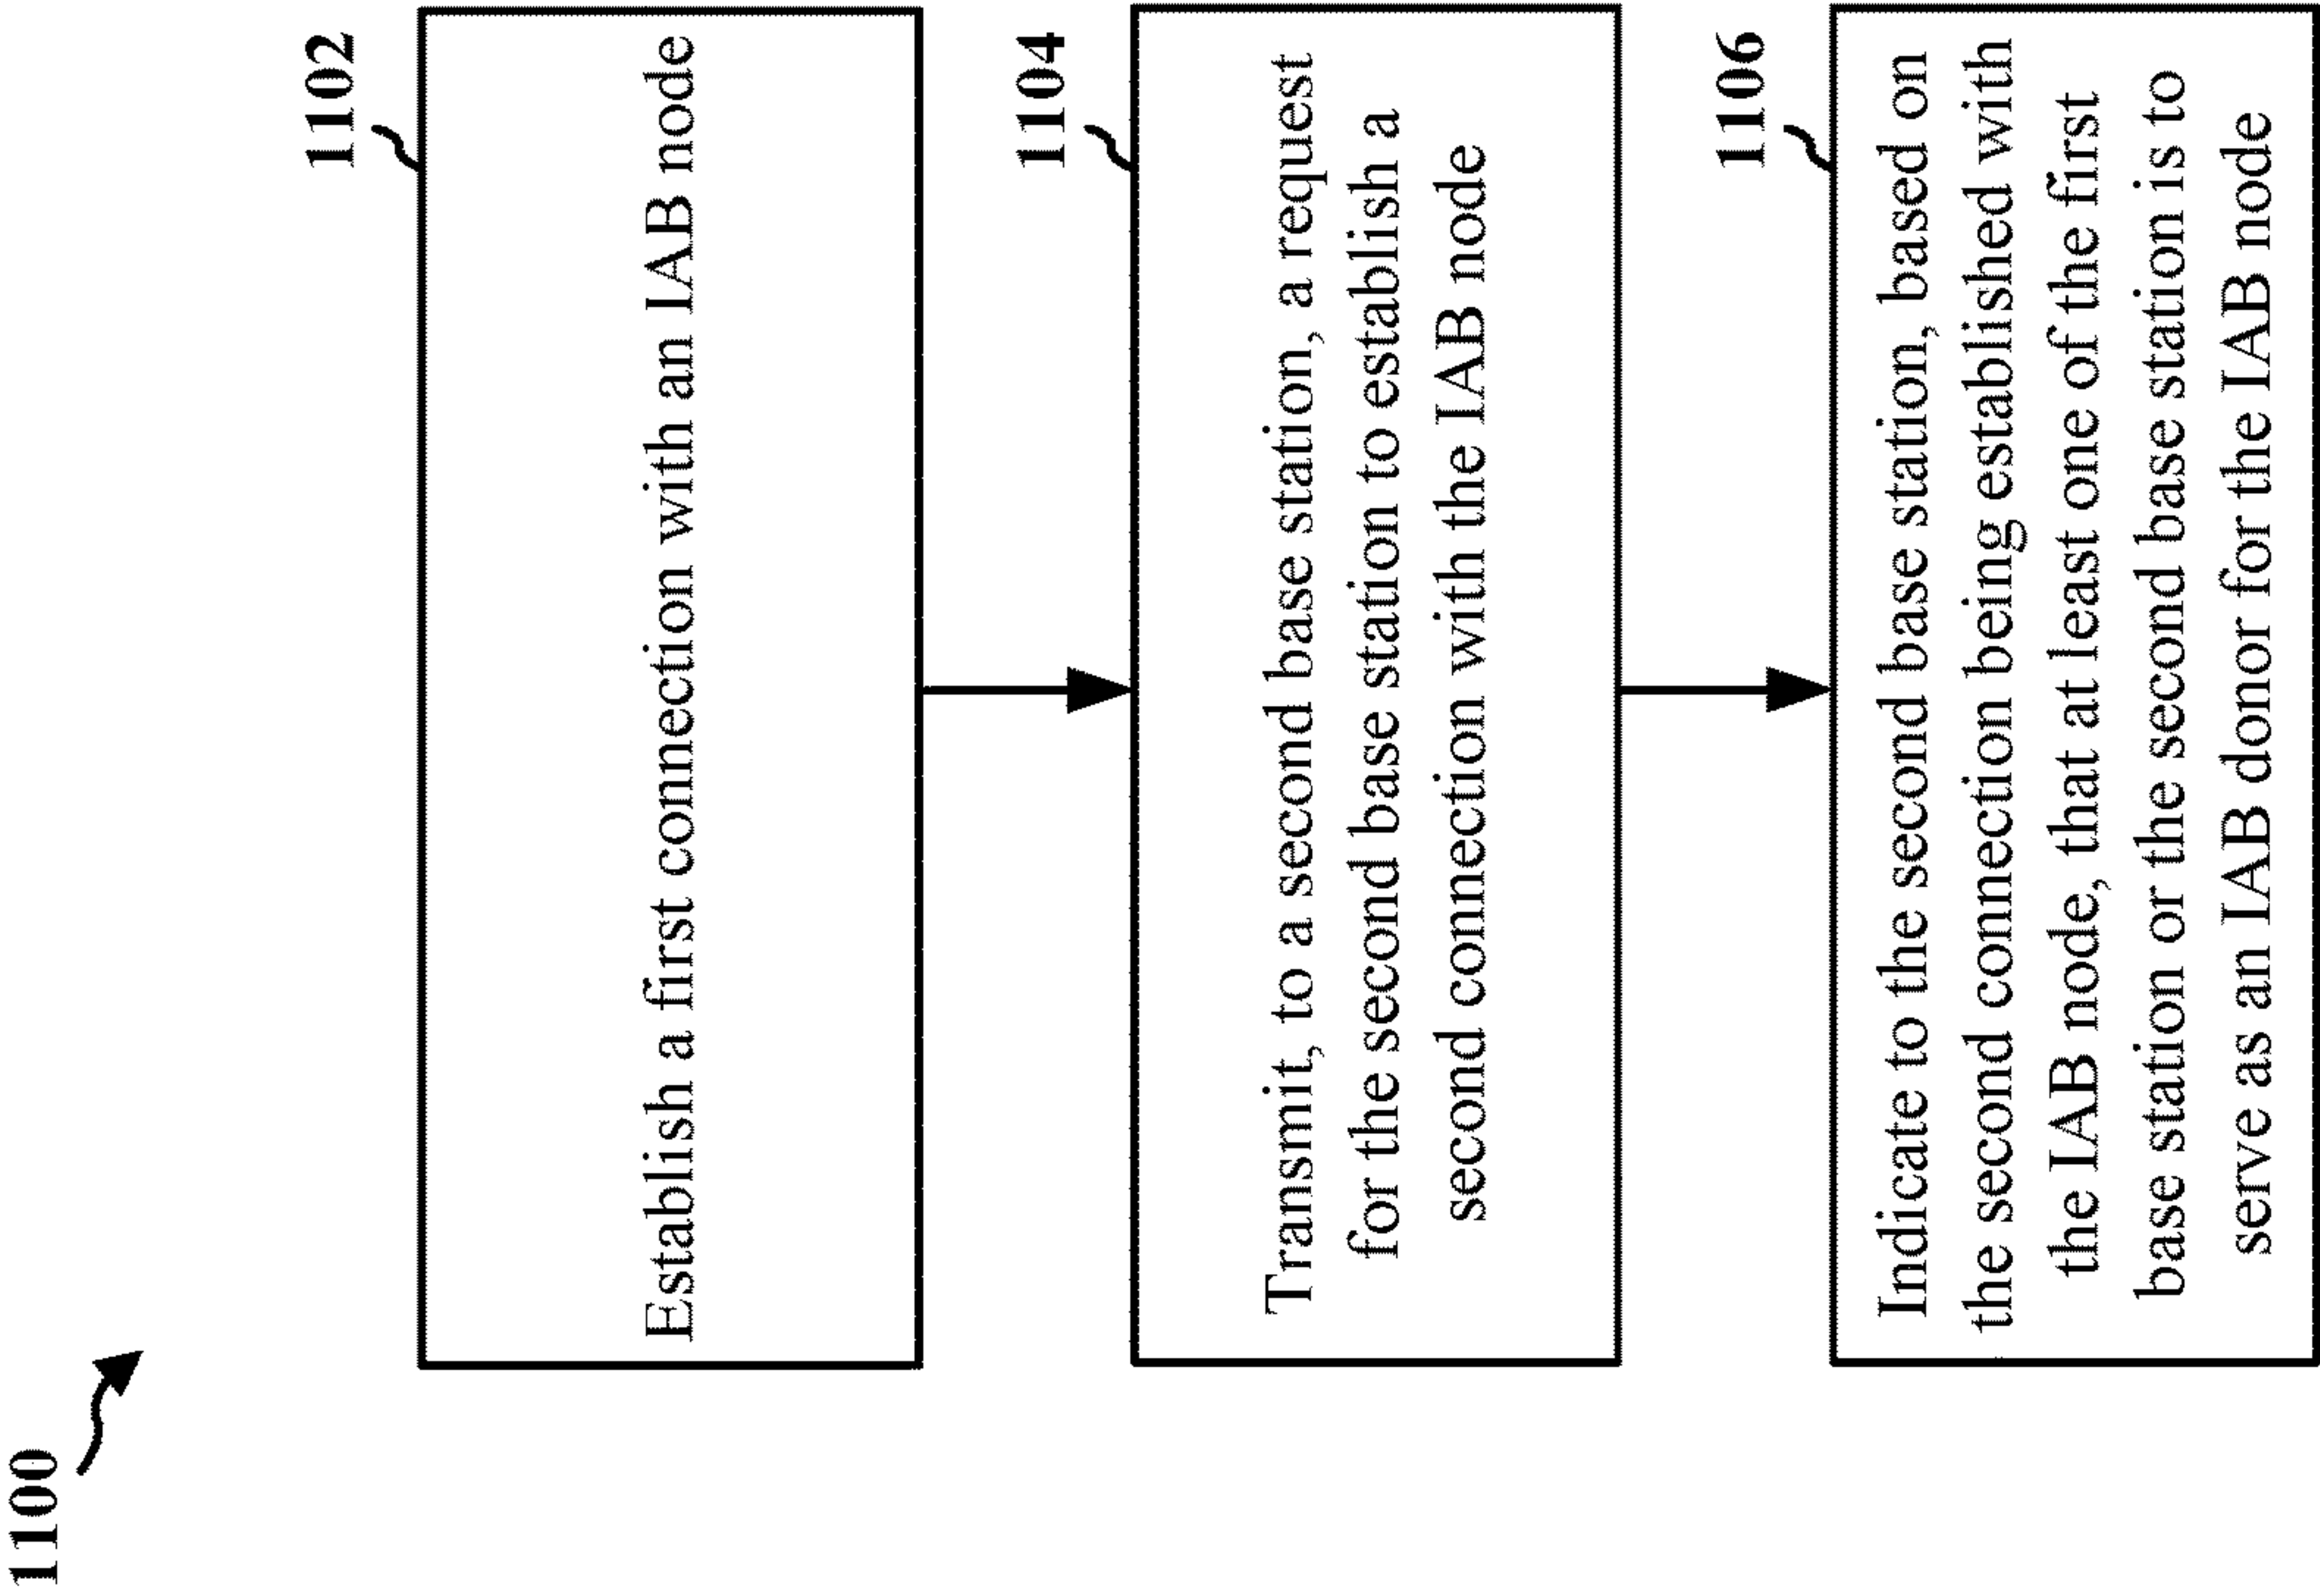 1100
1102
Establish a first connection with an IAB node
1104
Transmit, to a second base station, a request
for the second base station to establish a
second connection with the IAB node
1106
Indicate to the second base station, based on
the second connection being established with
the IAB node, that at least one of the first
base station or the second base station is to
serve as an IAB donor for the IAB node